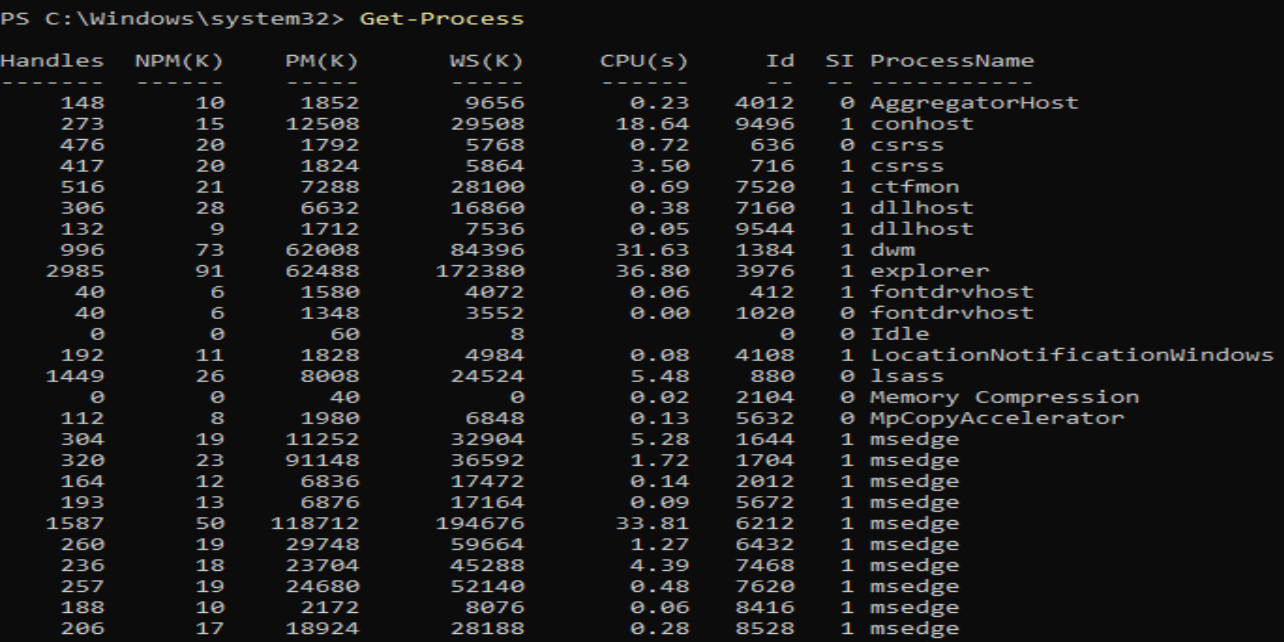 PS C:\Windows\system32> Get-Process
Handles  NPM(K)    PM(K)      WS(K)     CPU(s)     Id  SI ProcessName
-------  ------    -----      -----     ------     --  -- -----------
    148      10     1852       9656       0.23   4012   0 AggregatorHost
    273      15    12508      29508      18.64   9496   1 conhost
    476      20     1792       5768       0.72    636   0 csrss
    417      20     1824       5864       3.50    716   1 csrss
    516      21     7288      28100       0.69   7520   1 ctfmon
    306      28     6632      16860       0.38   7160   1 dllhost
    132       9     1712       7536       0.05   9544   1 dllhost
    996      73    62008      84396      31.63   1384   1 dwm
   2985      91    62488     172380      36.80   3976   1 explorer
     40       6     1580       4072       0.06    412   1 fontdrvhost
     40       6     1348       3552       0.00   1020   0 fontdrvhost
      0       0       60          8                 0   0 Idle
    192      11     1828       4984       0.08   4108   1 LocationNotificationWindows
   1449      26     8008      24524       5.48    880   0 lsass
      0       0       40          0       0.02   2104   0 Memory Compression
    112       8     1980       6848       0.13   5632   0 MpCopyAccelerator
    304      19    11252      32904       5.28   1644   1 msedge
    320      23    91148      36592       1.72   1704   1 msedge
    164      12     6836      17472       0.14   2012   1 msedge
    193      13     6876      17164       0.09   5672   1 msedge
   1587      50   118712     194676      33.81   6212   1 msedge
    260      19    29748      59664       1.27   6432   1 msedge
    236      18    23704      45288       4.39   7468   1 msedge
    257      19    24680      52140       0.48   7620   1 msedge
    188      10     2172       8076       0.06   8416   1 msedge
    206      17    18924      28188       0.28   8528   1 msedge